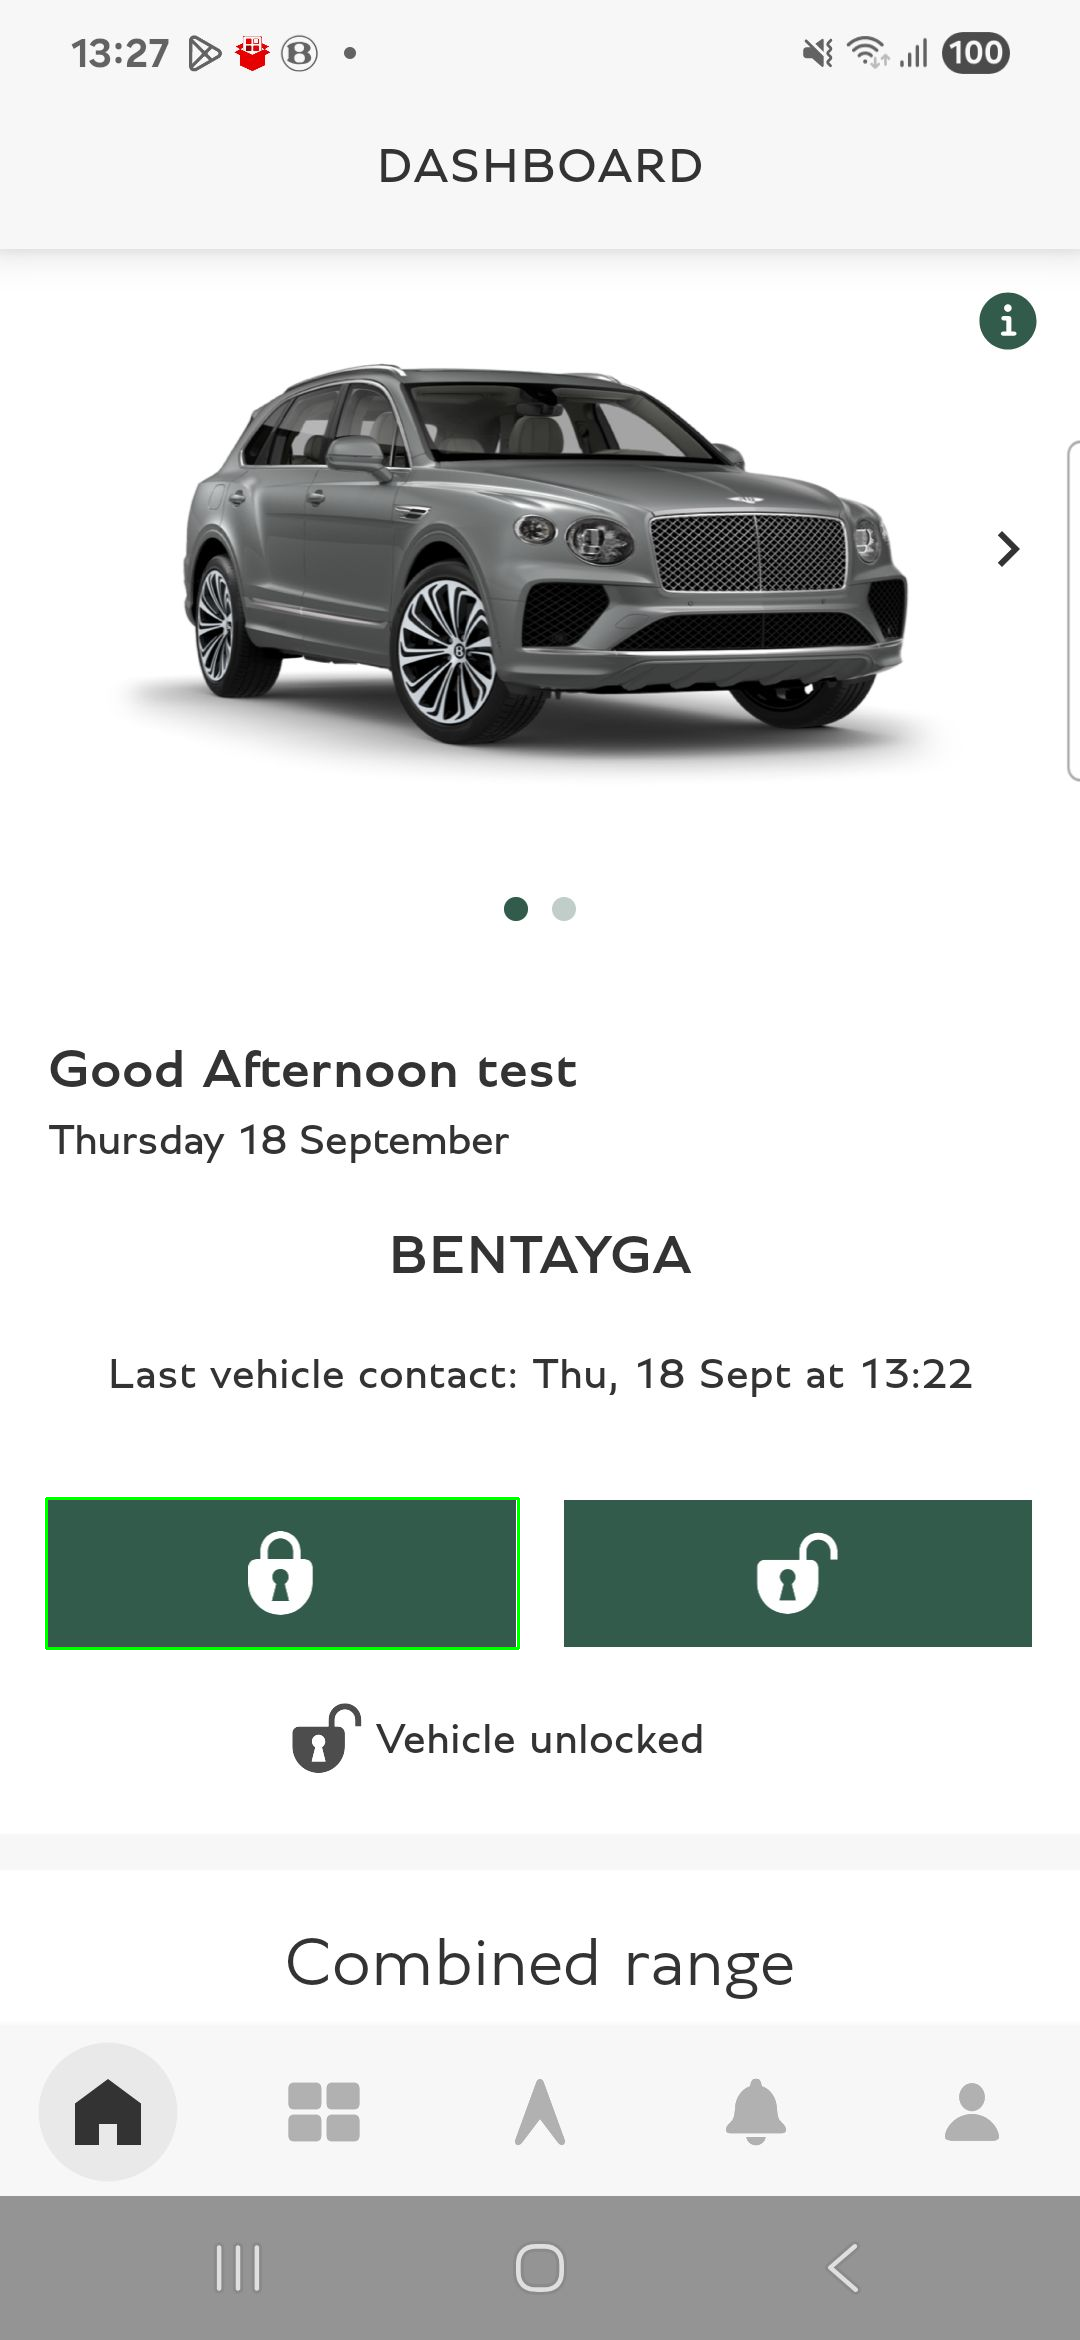 13:27
100
DASHBOARD
Good Afternoon test
Thursday 18 September
BENTAYGA
Last vehicle contact: Thu, 18 Sept at 13:22
Vehicle unlocked
Combined range